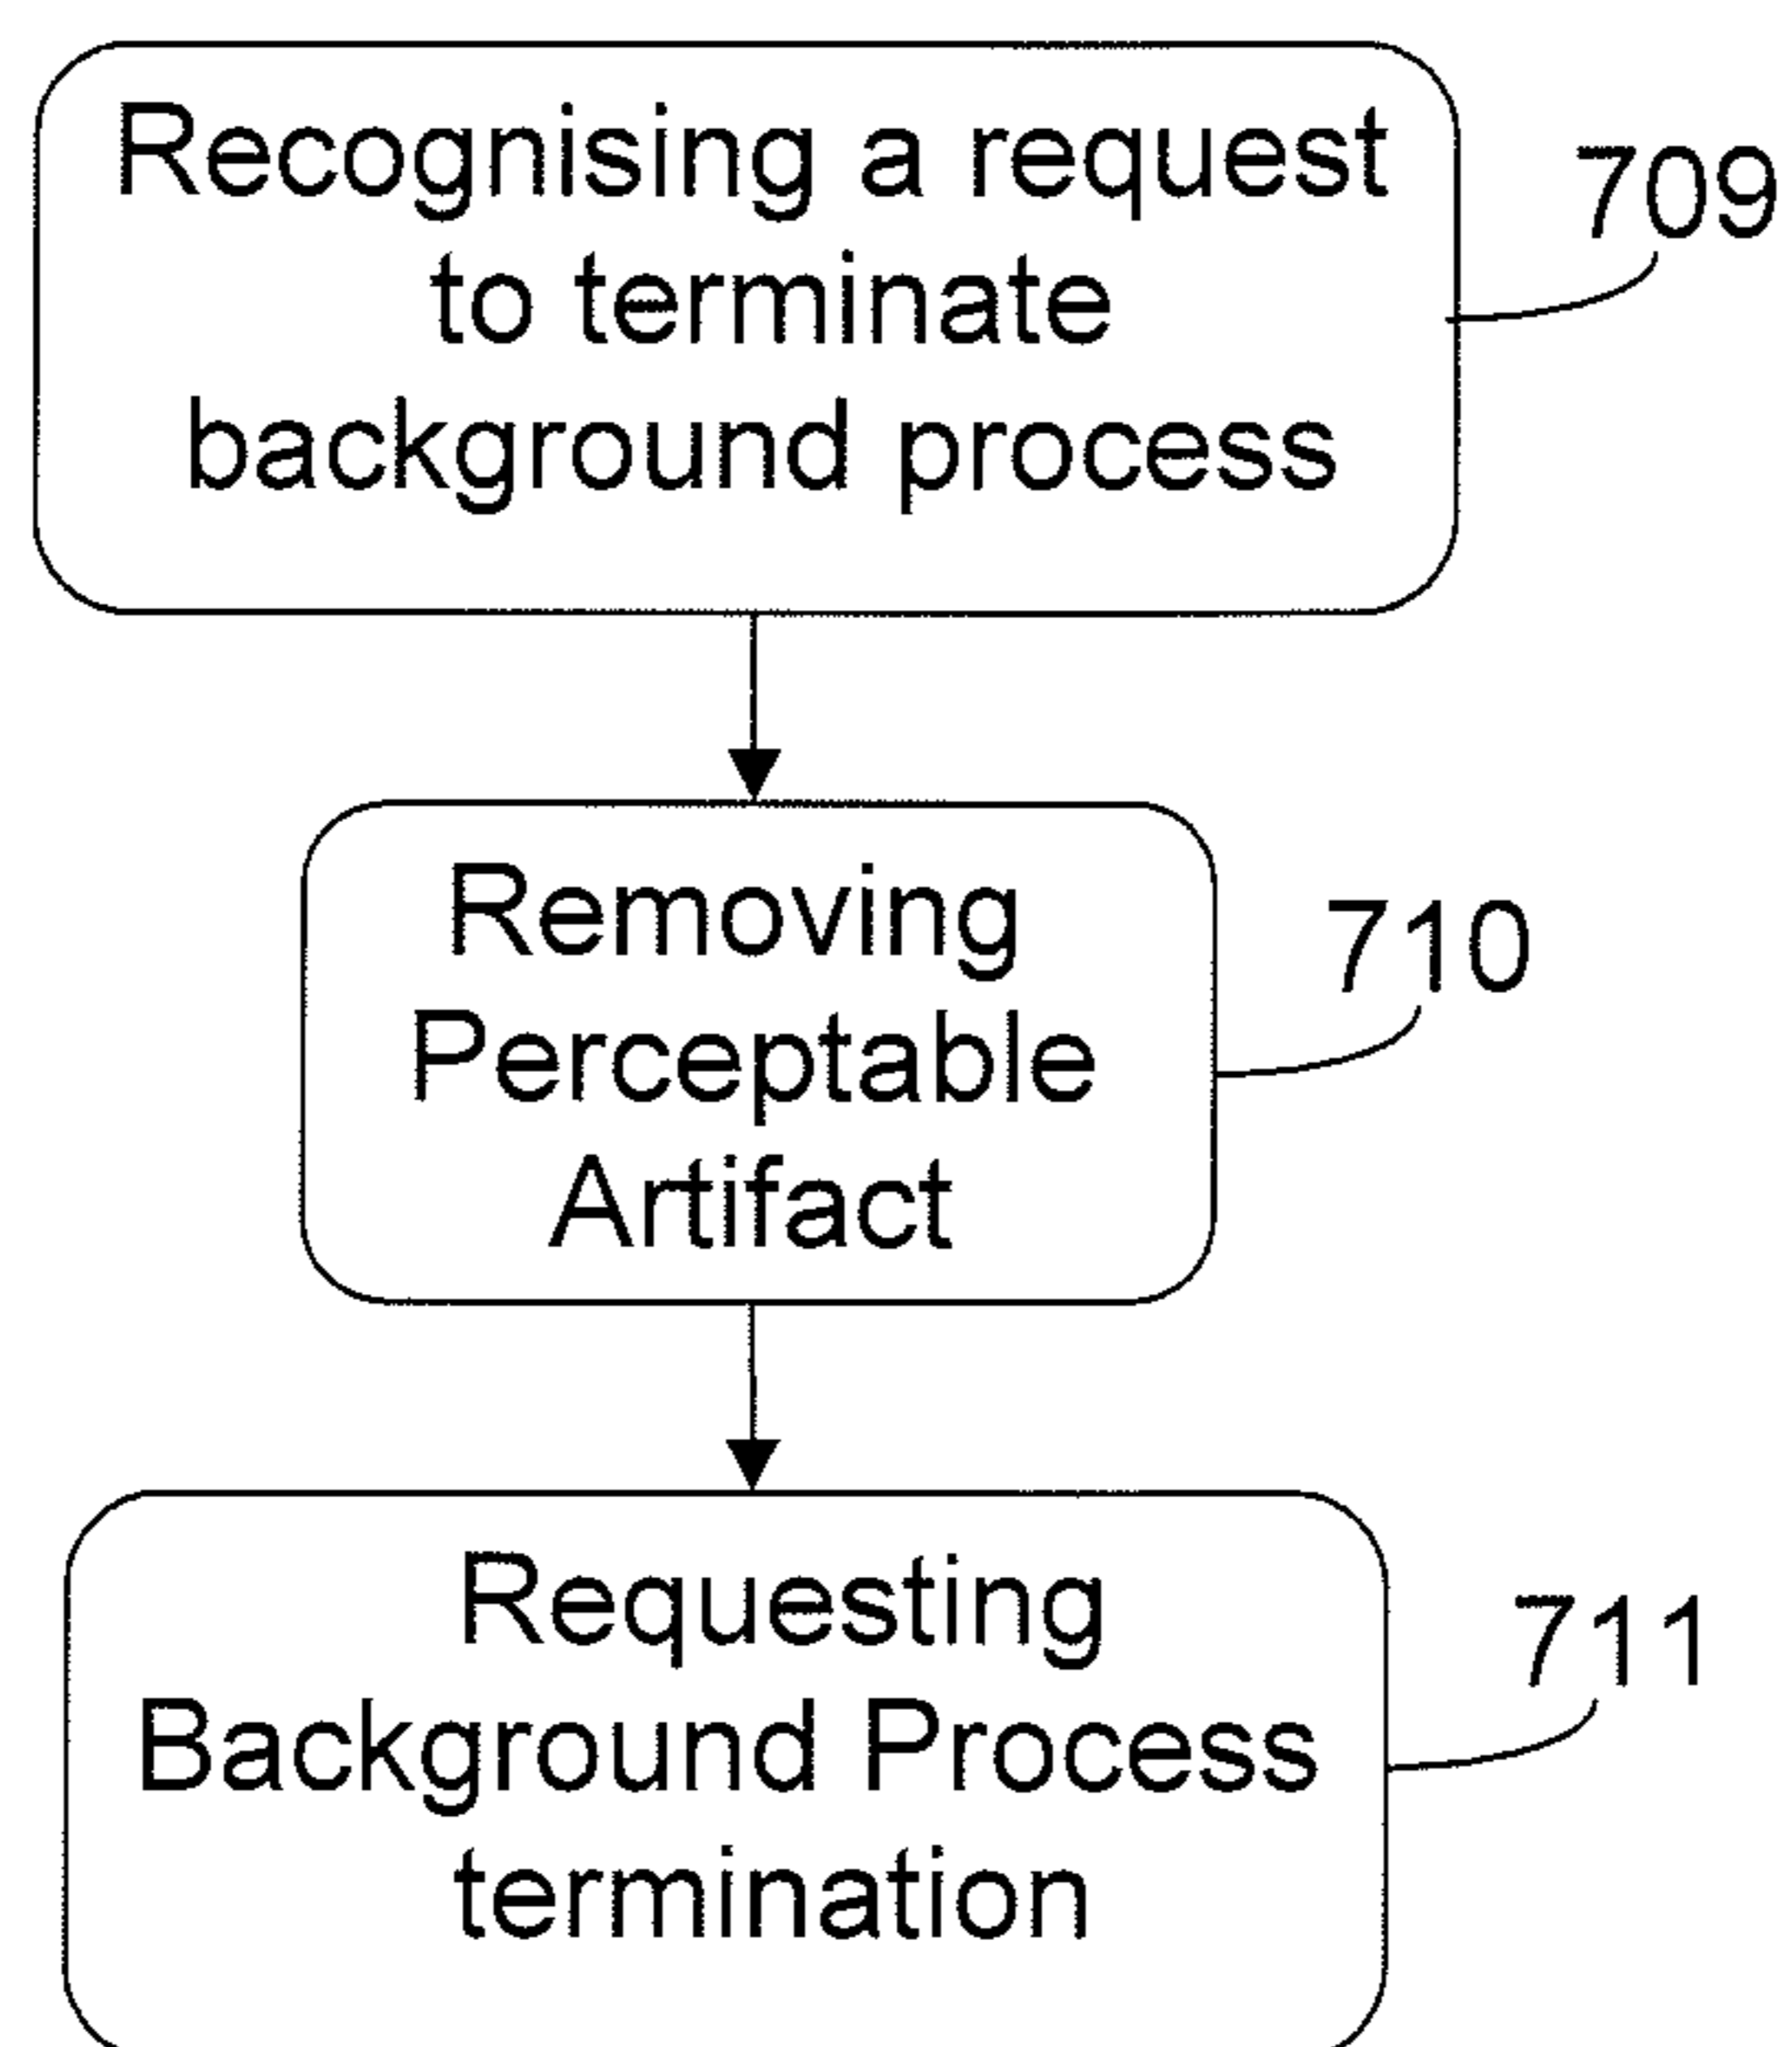 Recognising a request
to terminate
background process
709
Removing
Perceptable
Artifact
710
Requesting
Background Process
termination
711